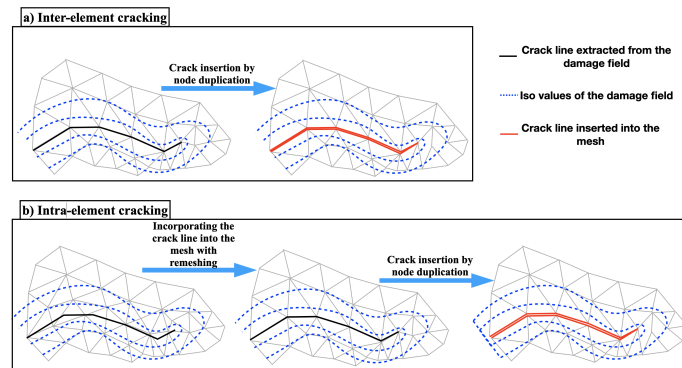 a) Inter-element cracking
Crack insertion by
node duplication
Crack line extracted from the
damage field
Iso values of the damage field
Crack line inserted into the
mesh
b) Intra-element cracking
Incorporating the
crack line into the
mesh with
remeshing
Crack insertion by
node duplication